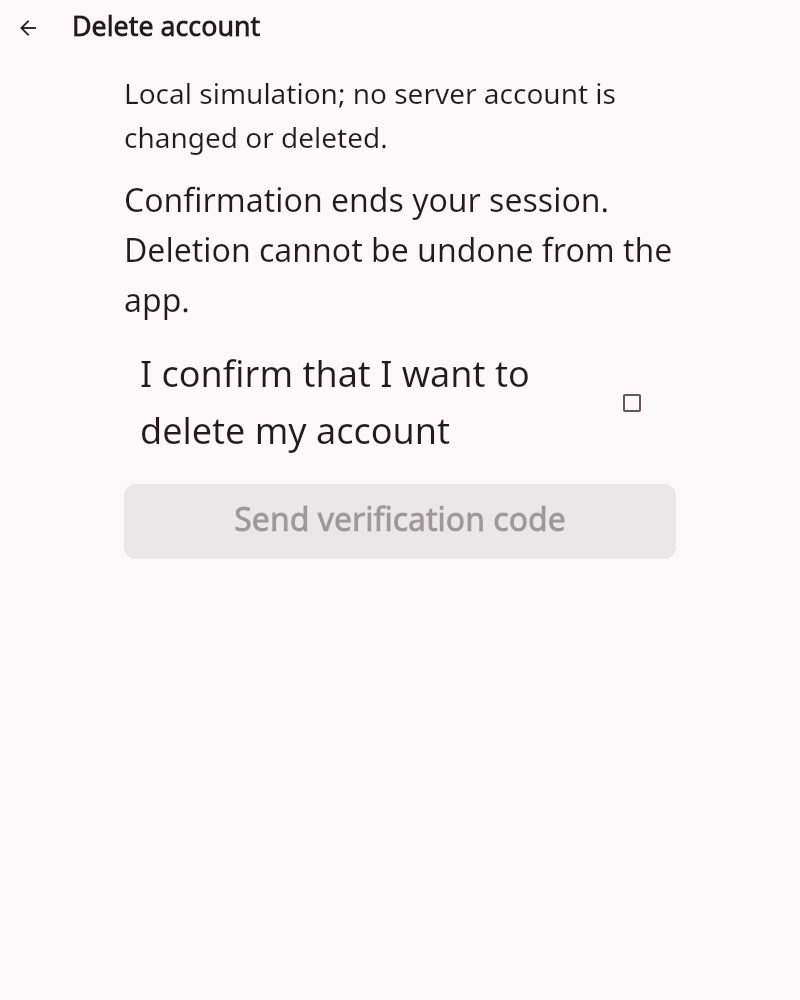 Delete account
Local simulation; no server account is
changed or deleted.
Confirmation ends your session.
Deletion cannot be undone from the
app.
I confirm that I want to
delete my account
Send verification code